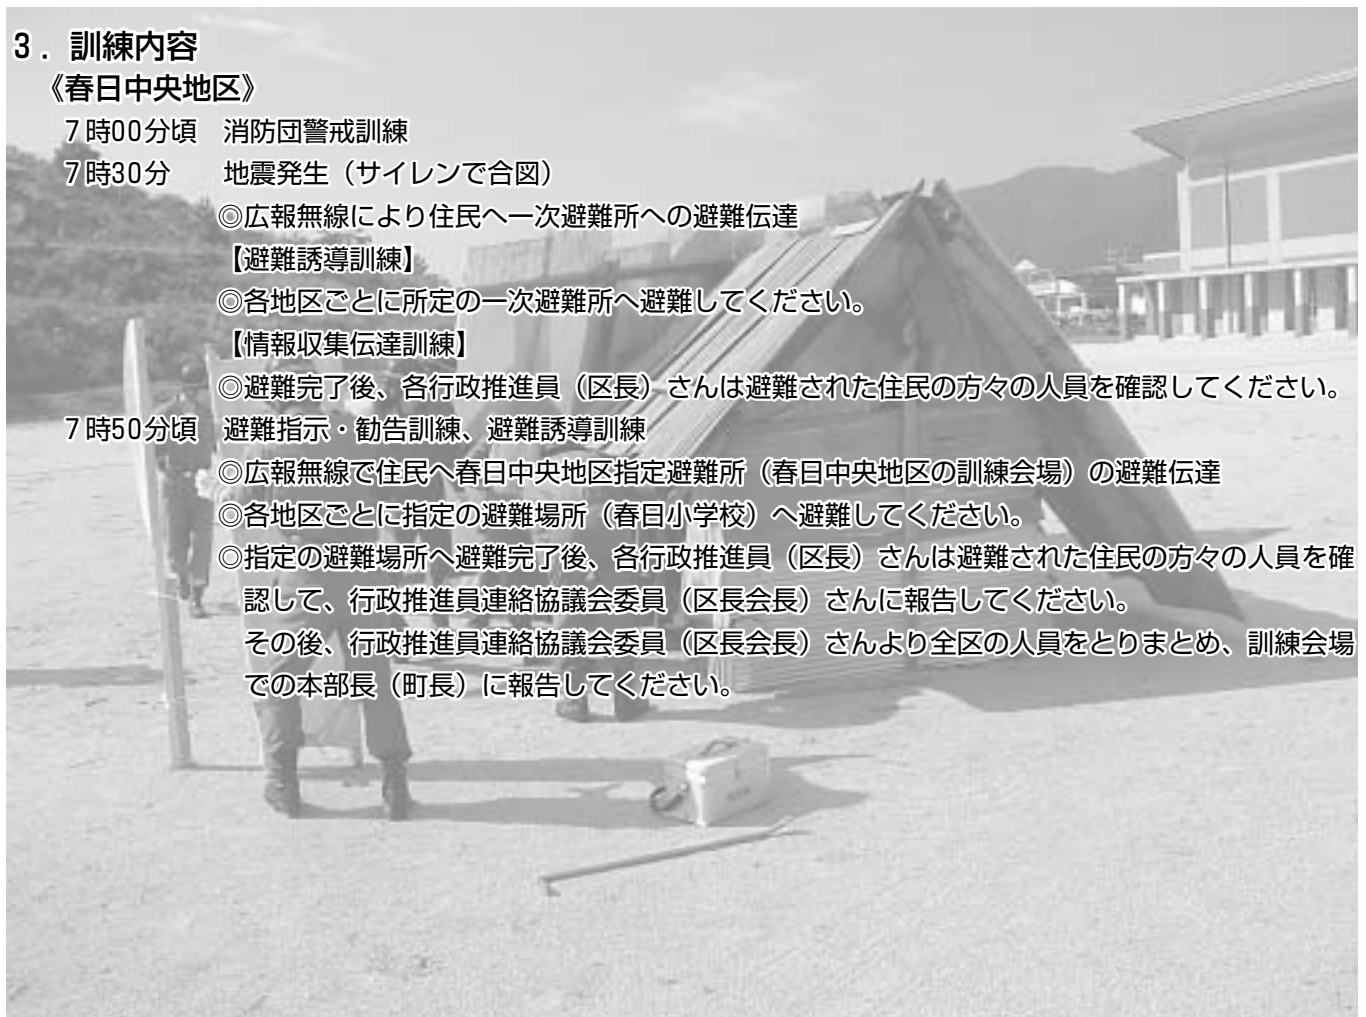 3．訓練内容
《春日中央地区》
7時00分頃　消防団警戒訓練
7時30分　　地震発生（サイレンで合図）
◎広報無線により住民へ一次避難所への避難伝達
【避難誘導訓練】
◎各地区ごとに所定の一次避難所へ避難してください。
【情報収集伝達訓練】
◎避難完了後、各行政推進員（区長）さんは避難された住民の方々の人員を確認してください。
7時50分頃　避難指示・勧告訓練、避難誘導訓練
◎広報無線で住民へ春日中央地区指定避難所（春日中央地区の訓練会場）の避難伝達
◎各地区ごとに指定の避難場所（春日小学校）へ避難してください。
◎指定の避難場所へ避難完了後、各行政推進員（区長）さんは避難された住民の方々の人員を確
認して、行政推進員連絡協議会委員（区長会長）さんに報告してください。
その後、行政推進員連絡協議会委員（区長会長）さんより全区の人員をとりまとめ、訓練会場
での本部長（町長）に報告してください。